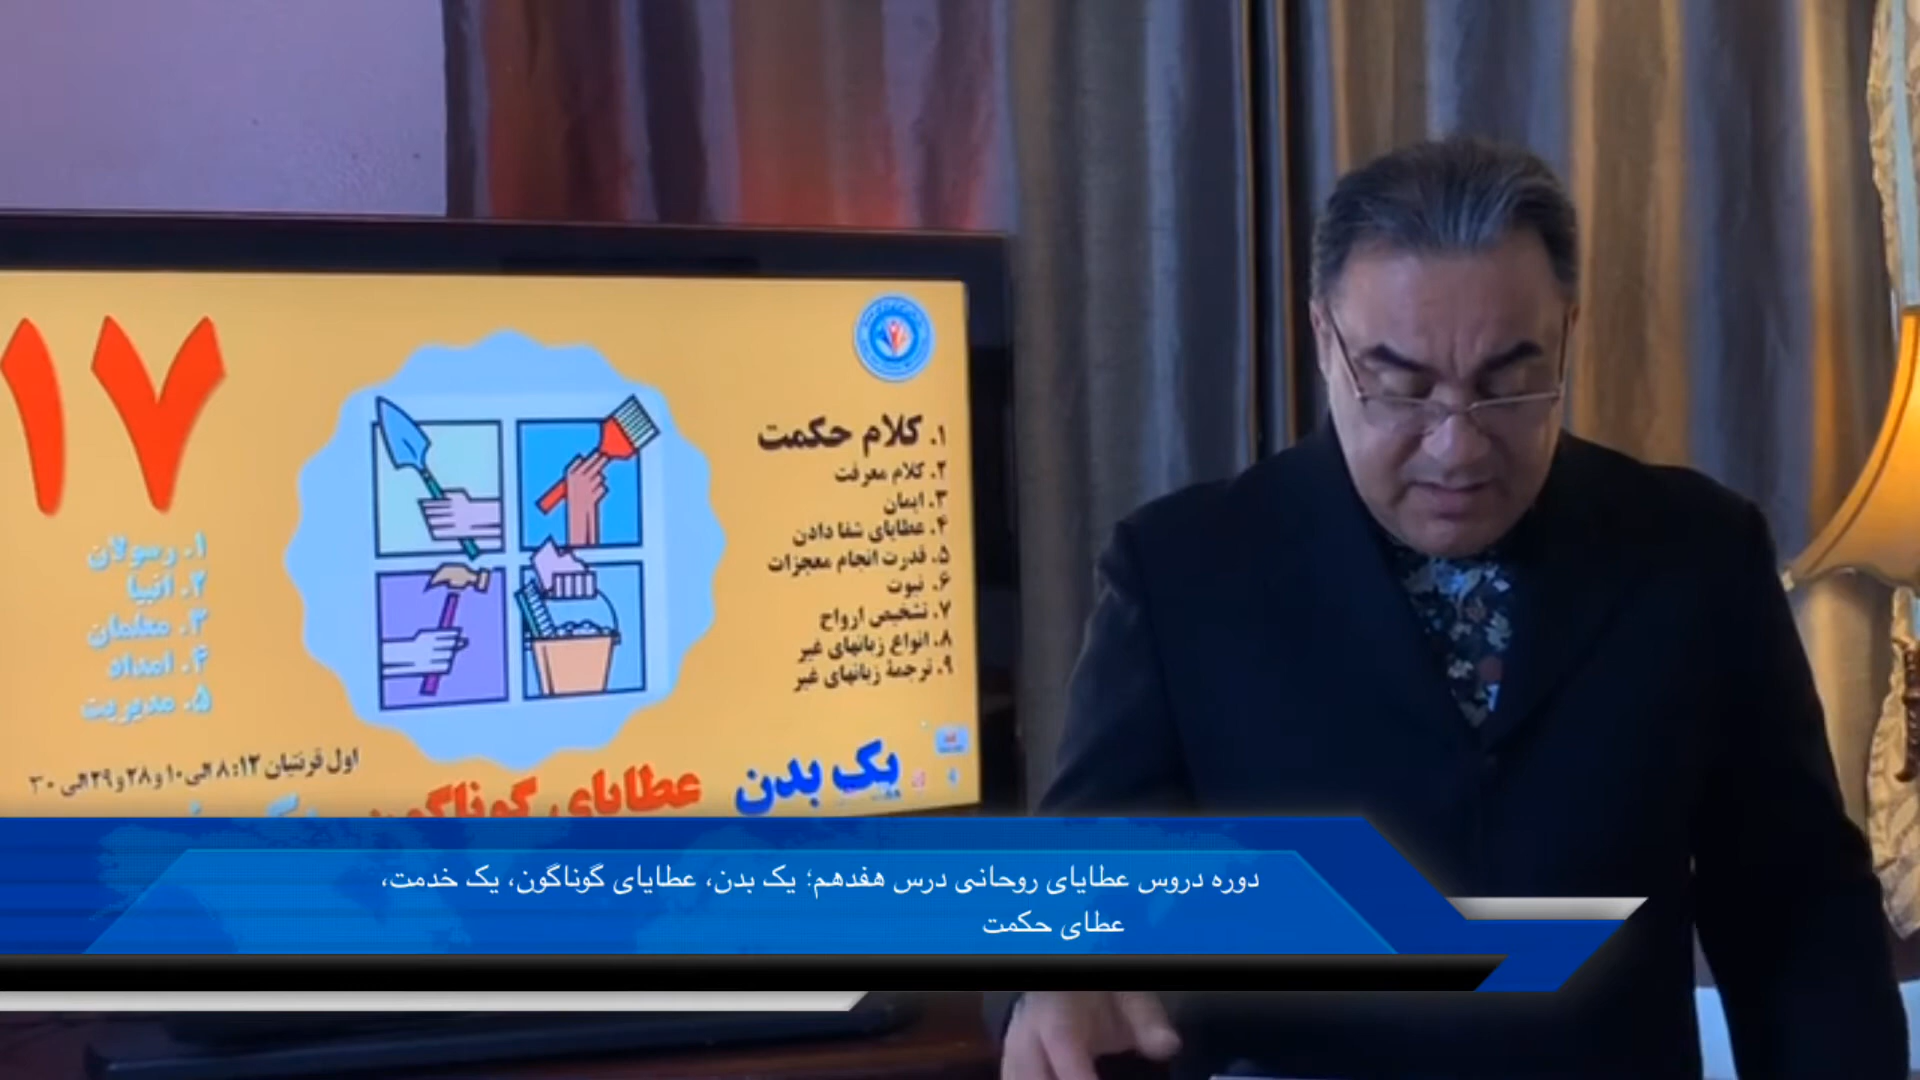 ۱۷
۱. کلام حکمت
۲. کلام معرفت
۳. ایمان
۴. عطایای شفا دادن
۵. قدرت انجام معجزات
۶. نبوت
۷. تشخیص ارواح
۸. انواع زبانهای غیر
۹. ترجمهٔ زبانهای غیر
۱. رسولان
۲. انبیا
۳. معلمان
۴. امداد
۵. مدیریت
اول قرنتیان ۱۲: ۸ الی ۱۰ و ۲۸ و ۲۹ الی ۳۰
یک بدن عطایای گوناگون
دوره دروس عطایای روحانی درس هفدهم؛ یک بدن، عطایای گوناگون، یک خدمت،
عطای حکمت